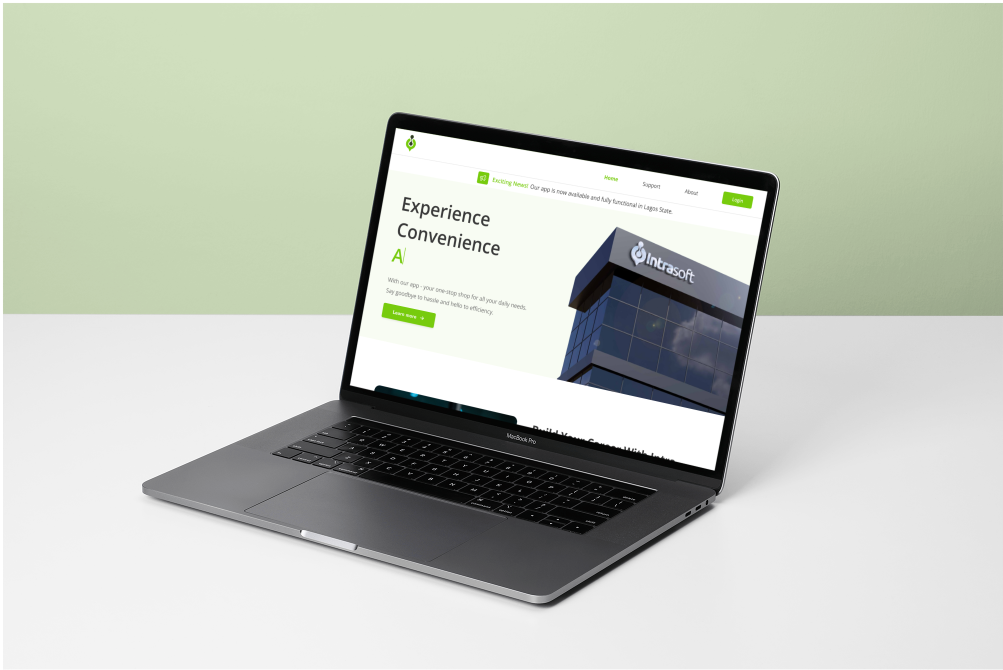 Home
Support
About
Login
Exciting News! Our app is now available and fully functional in Lagos State.
Experience
Convenience
A
With our app - your one-stop shop for all your daily needs.
Say goodbye to hassle and hello to efficiency.
Learn more →
Intrasoft
Build Your Career With Intra
MacBook Pro